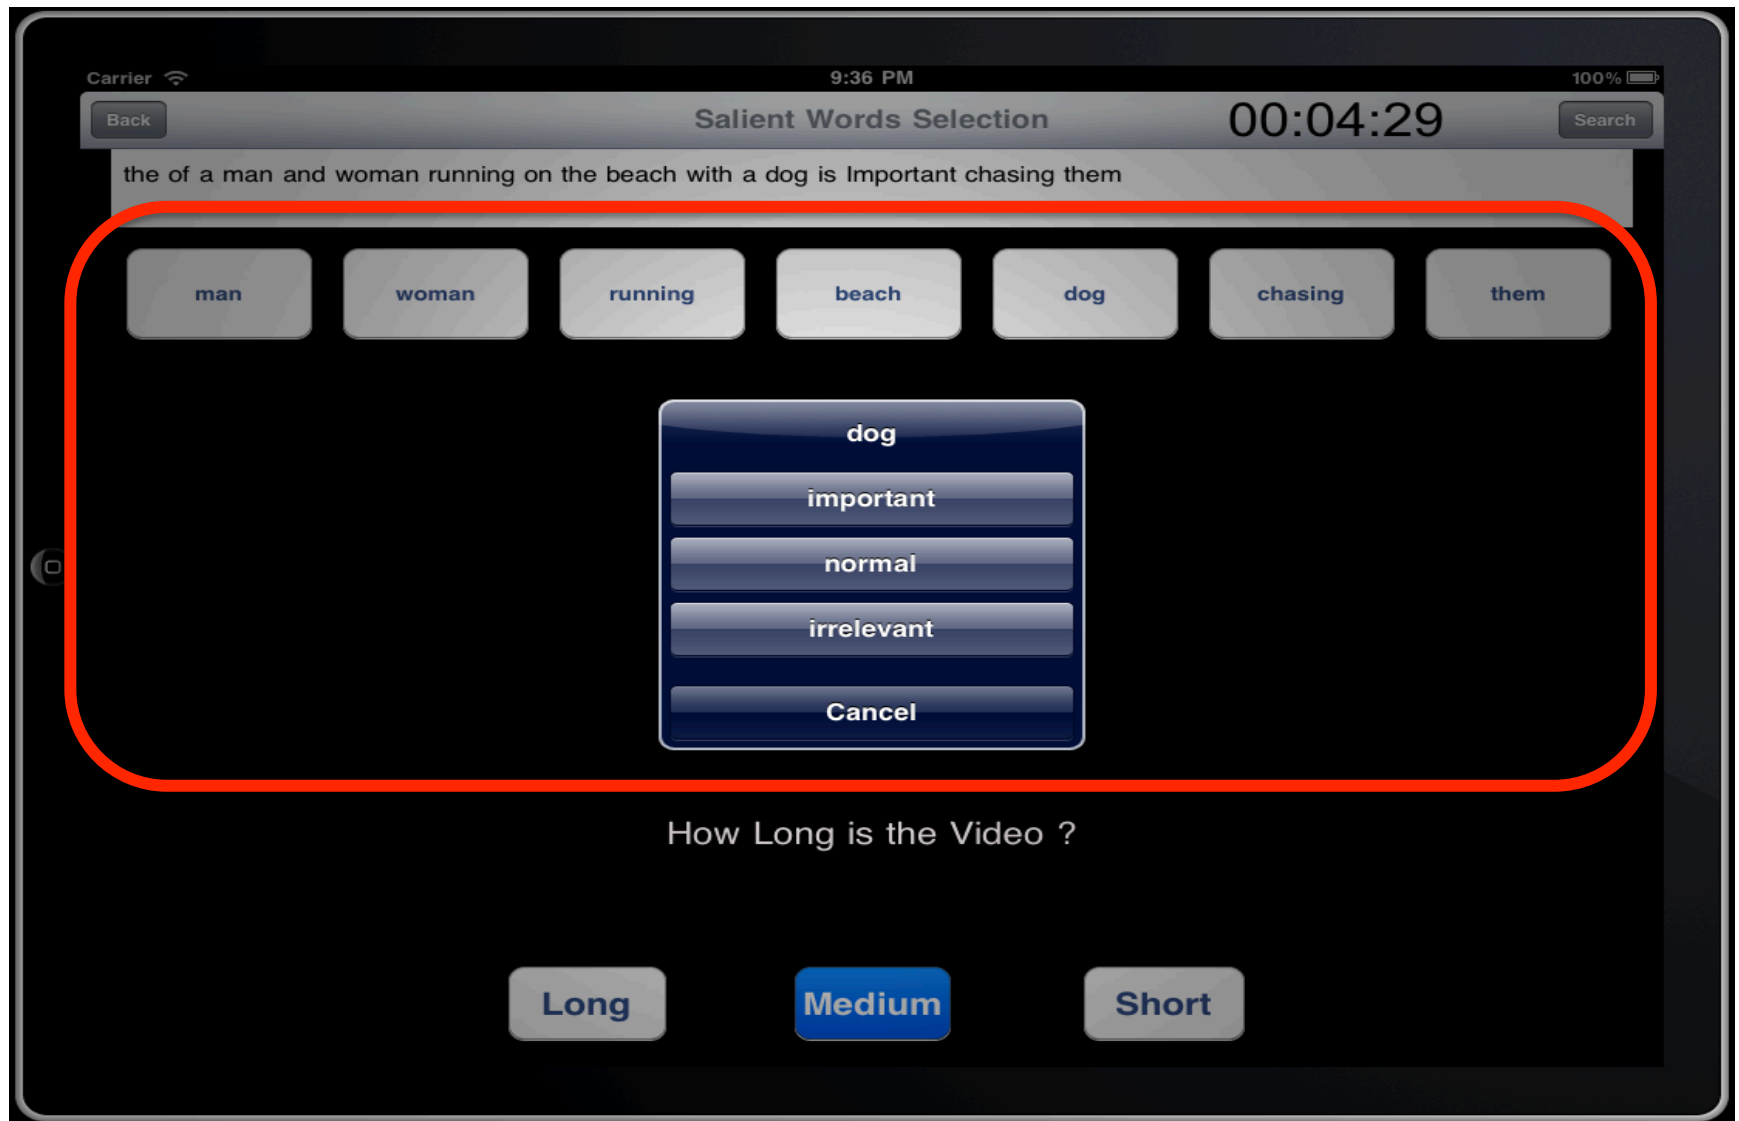 Carrier 9:36 PM 100%
Back Salient Words Selection 00:04:29 Search
the of a man and woman running on the beach with a dog is Important chasing them
man woman running beach dog chasing them
dog
important
normal
irrelevant
Cancel
How Long is the Video ?
Long Medium Short